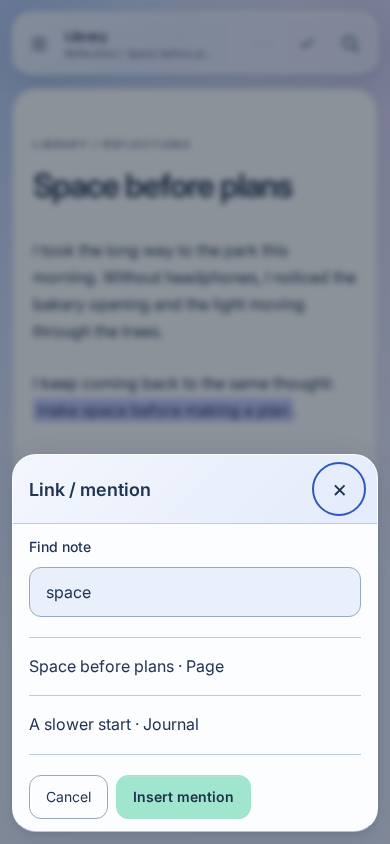 Library
LIBRARY / REFLECTIONS
Space before plans
I took the long way to the park this
morning. Without headphones, I noticed the
bakery opening and the light moving
through the trees.
I keep coming back to the same thought:
make space before making a plan.
Link / mention
Find note
space
Space before plans · Page
A slower start · Journal
Cancel
Insert mention